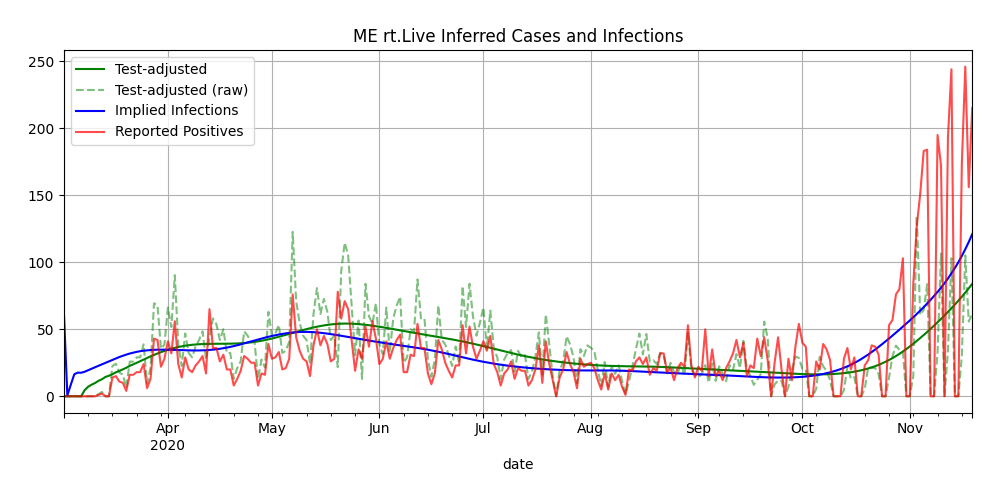 ME rt.Live Inferred Cases and Infections
Test-adjusted
Test-adjusted (raw)
Implied Infections
Reported Positives
250
200
150
100
50
0
Apr
2020
May
Jun
Jul
Aug
Sep
Oct
Nov
date